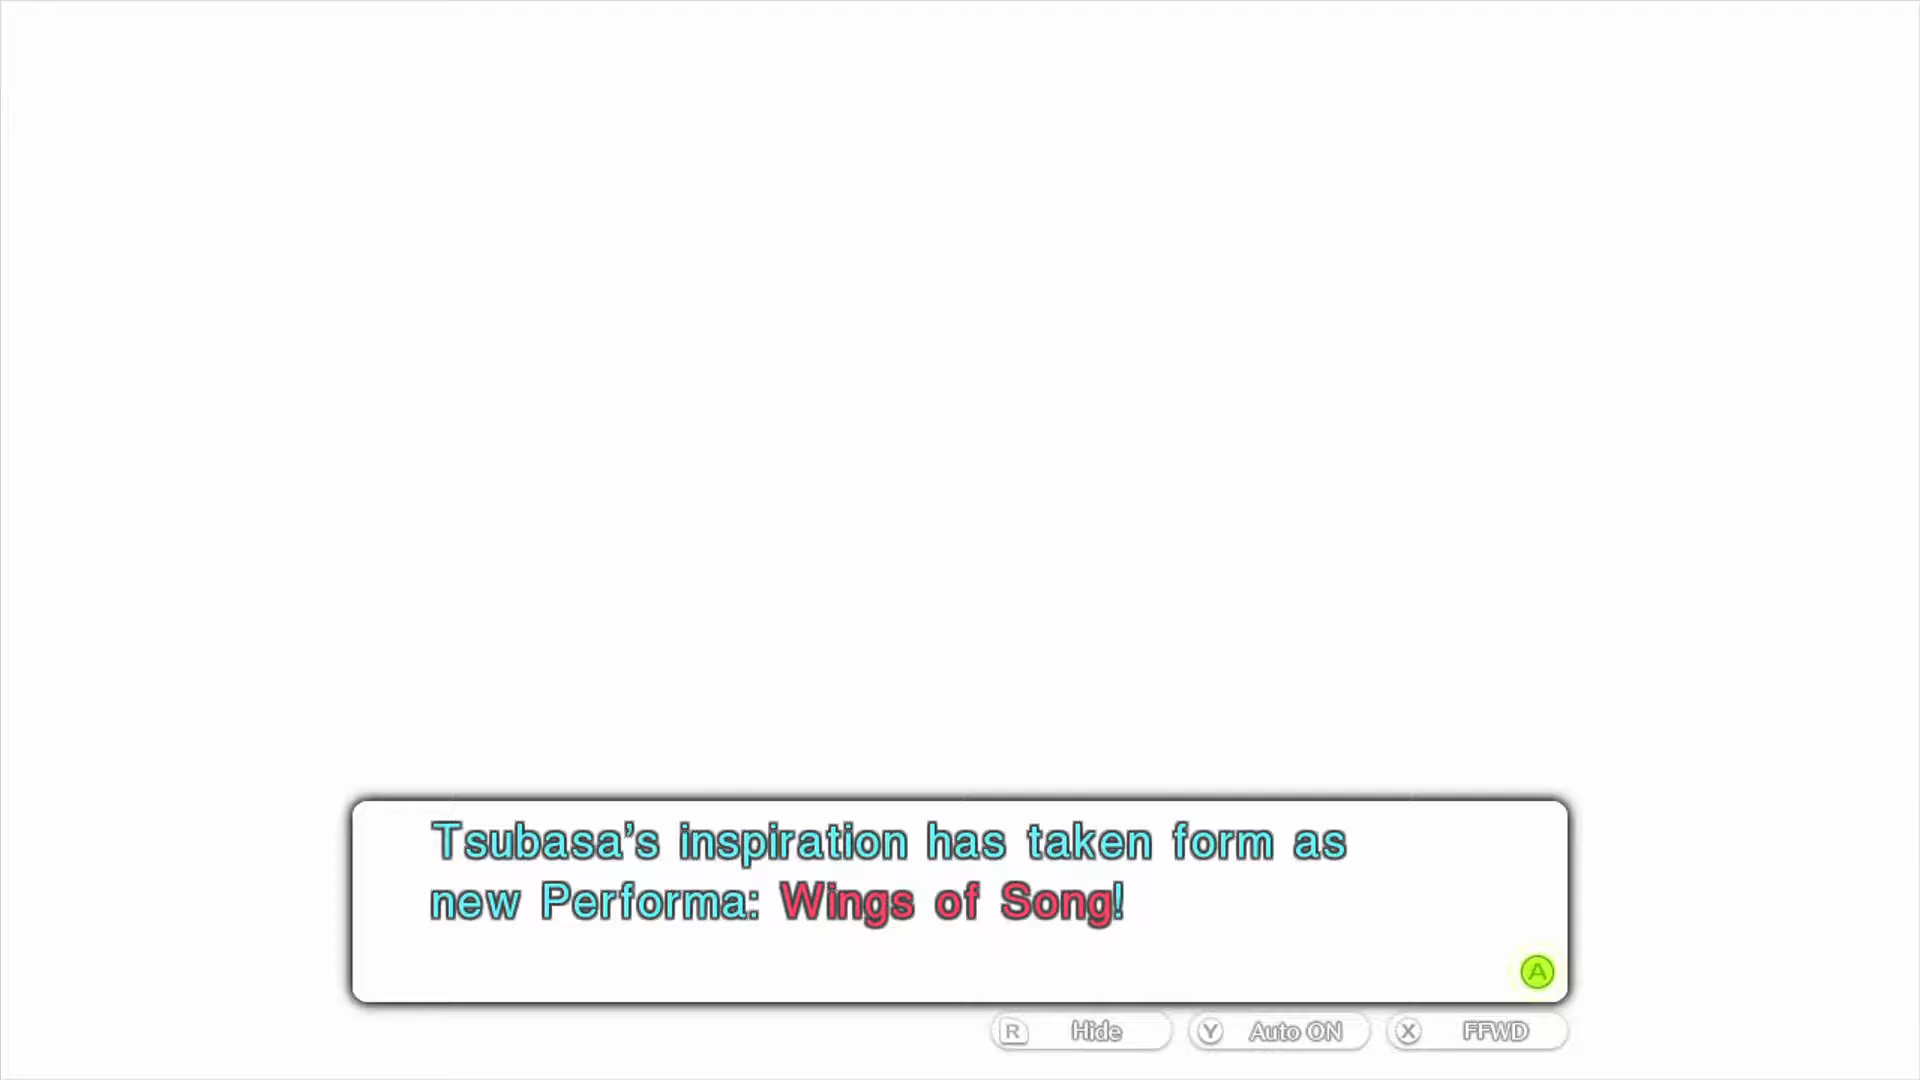 Tsubasa’s inspiration has taken form as
new Performa: Wings of Song!
A
R Hide Y Auto ON X FFWD